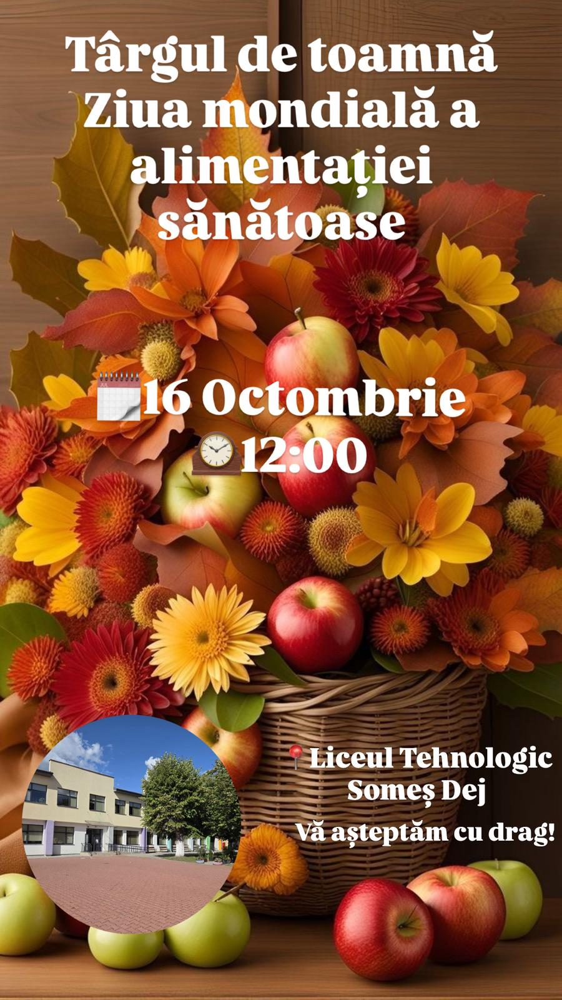 Târgul de toamnă
Ziua mondială a
alimentației
sănătoase
JUL
16 Octombrie
12:00
Liceul Tehnologic
Someș Dej
Vă așteptăm cu drag!